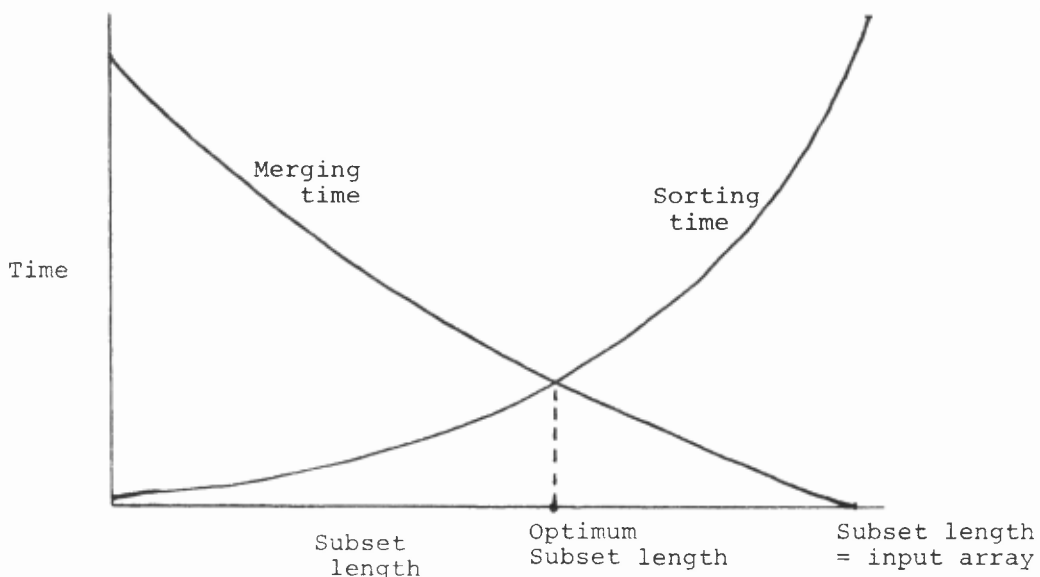 Merging
time
Sorting
time
Time
Subset
length
Optimum
Subset length
Subset length
= input array